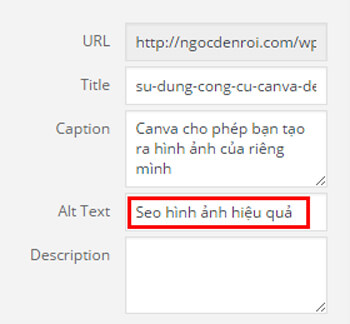 URL http://ngocdenroi.com/wp
Title su-dung-cong-cu-canva-de
Caption Canva cho phép bạn tạo
ra hình ảnh của riêng
mình
Alt Text Seo hình ảnh hiệu quả
Description